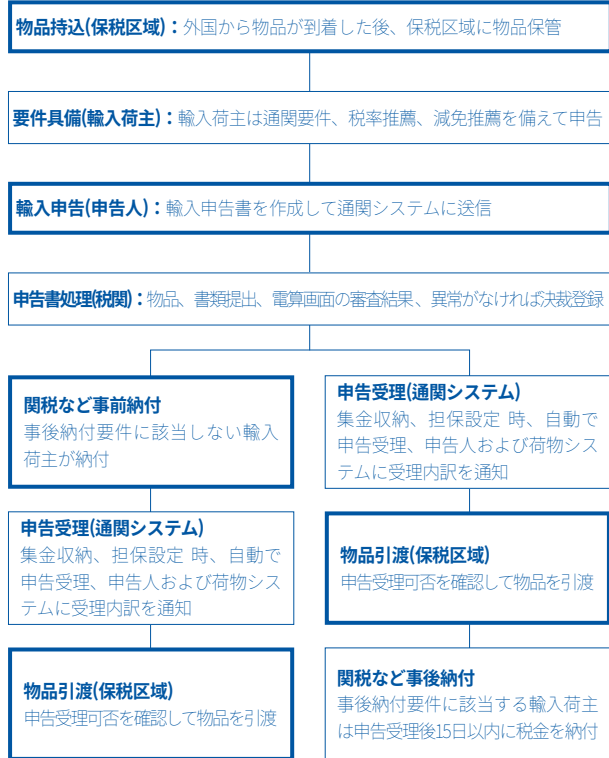 物品持込(保税区域)：外国から物品が到着した後、保税区域に物品保管
要件具備(輸入荷主)：輸入荷主は通関要件、税率推薦、減免推薦を備えて申告
輸入申告(申告人)：輸入申告書を作成して通関システムに送信
申告書処理(税関)：物品、書類提出、電算画面の審査結果、異常がなければ決裁登録
関税など事前納付
事後納付要件に該当しない輸入
荷主が納付
申告受理(通関システム)
集金収納、担保設定 時、自動で
申告受理、申告人および荷物シス
テムに受理内訳を通知
物品引渡(保税区域)
申告受理可否を確認して物品を引渡
申告受理(通関システム)
集金収納、担保設定 時、自動で
申告受理、申告人および荷物シス
テムに受理内訳を通知
物品引渡(保税区域)
申告受理可否を確認して物品を引渡
関税など事後納付
事後納付要件に該当する輸入荷主
は申告受理後15日以内に税金を納付